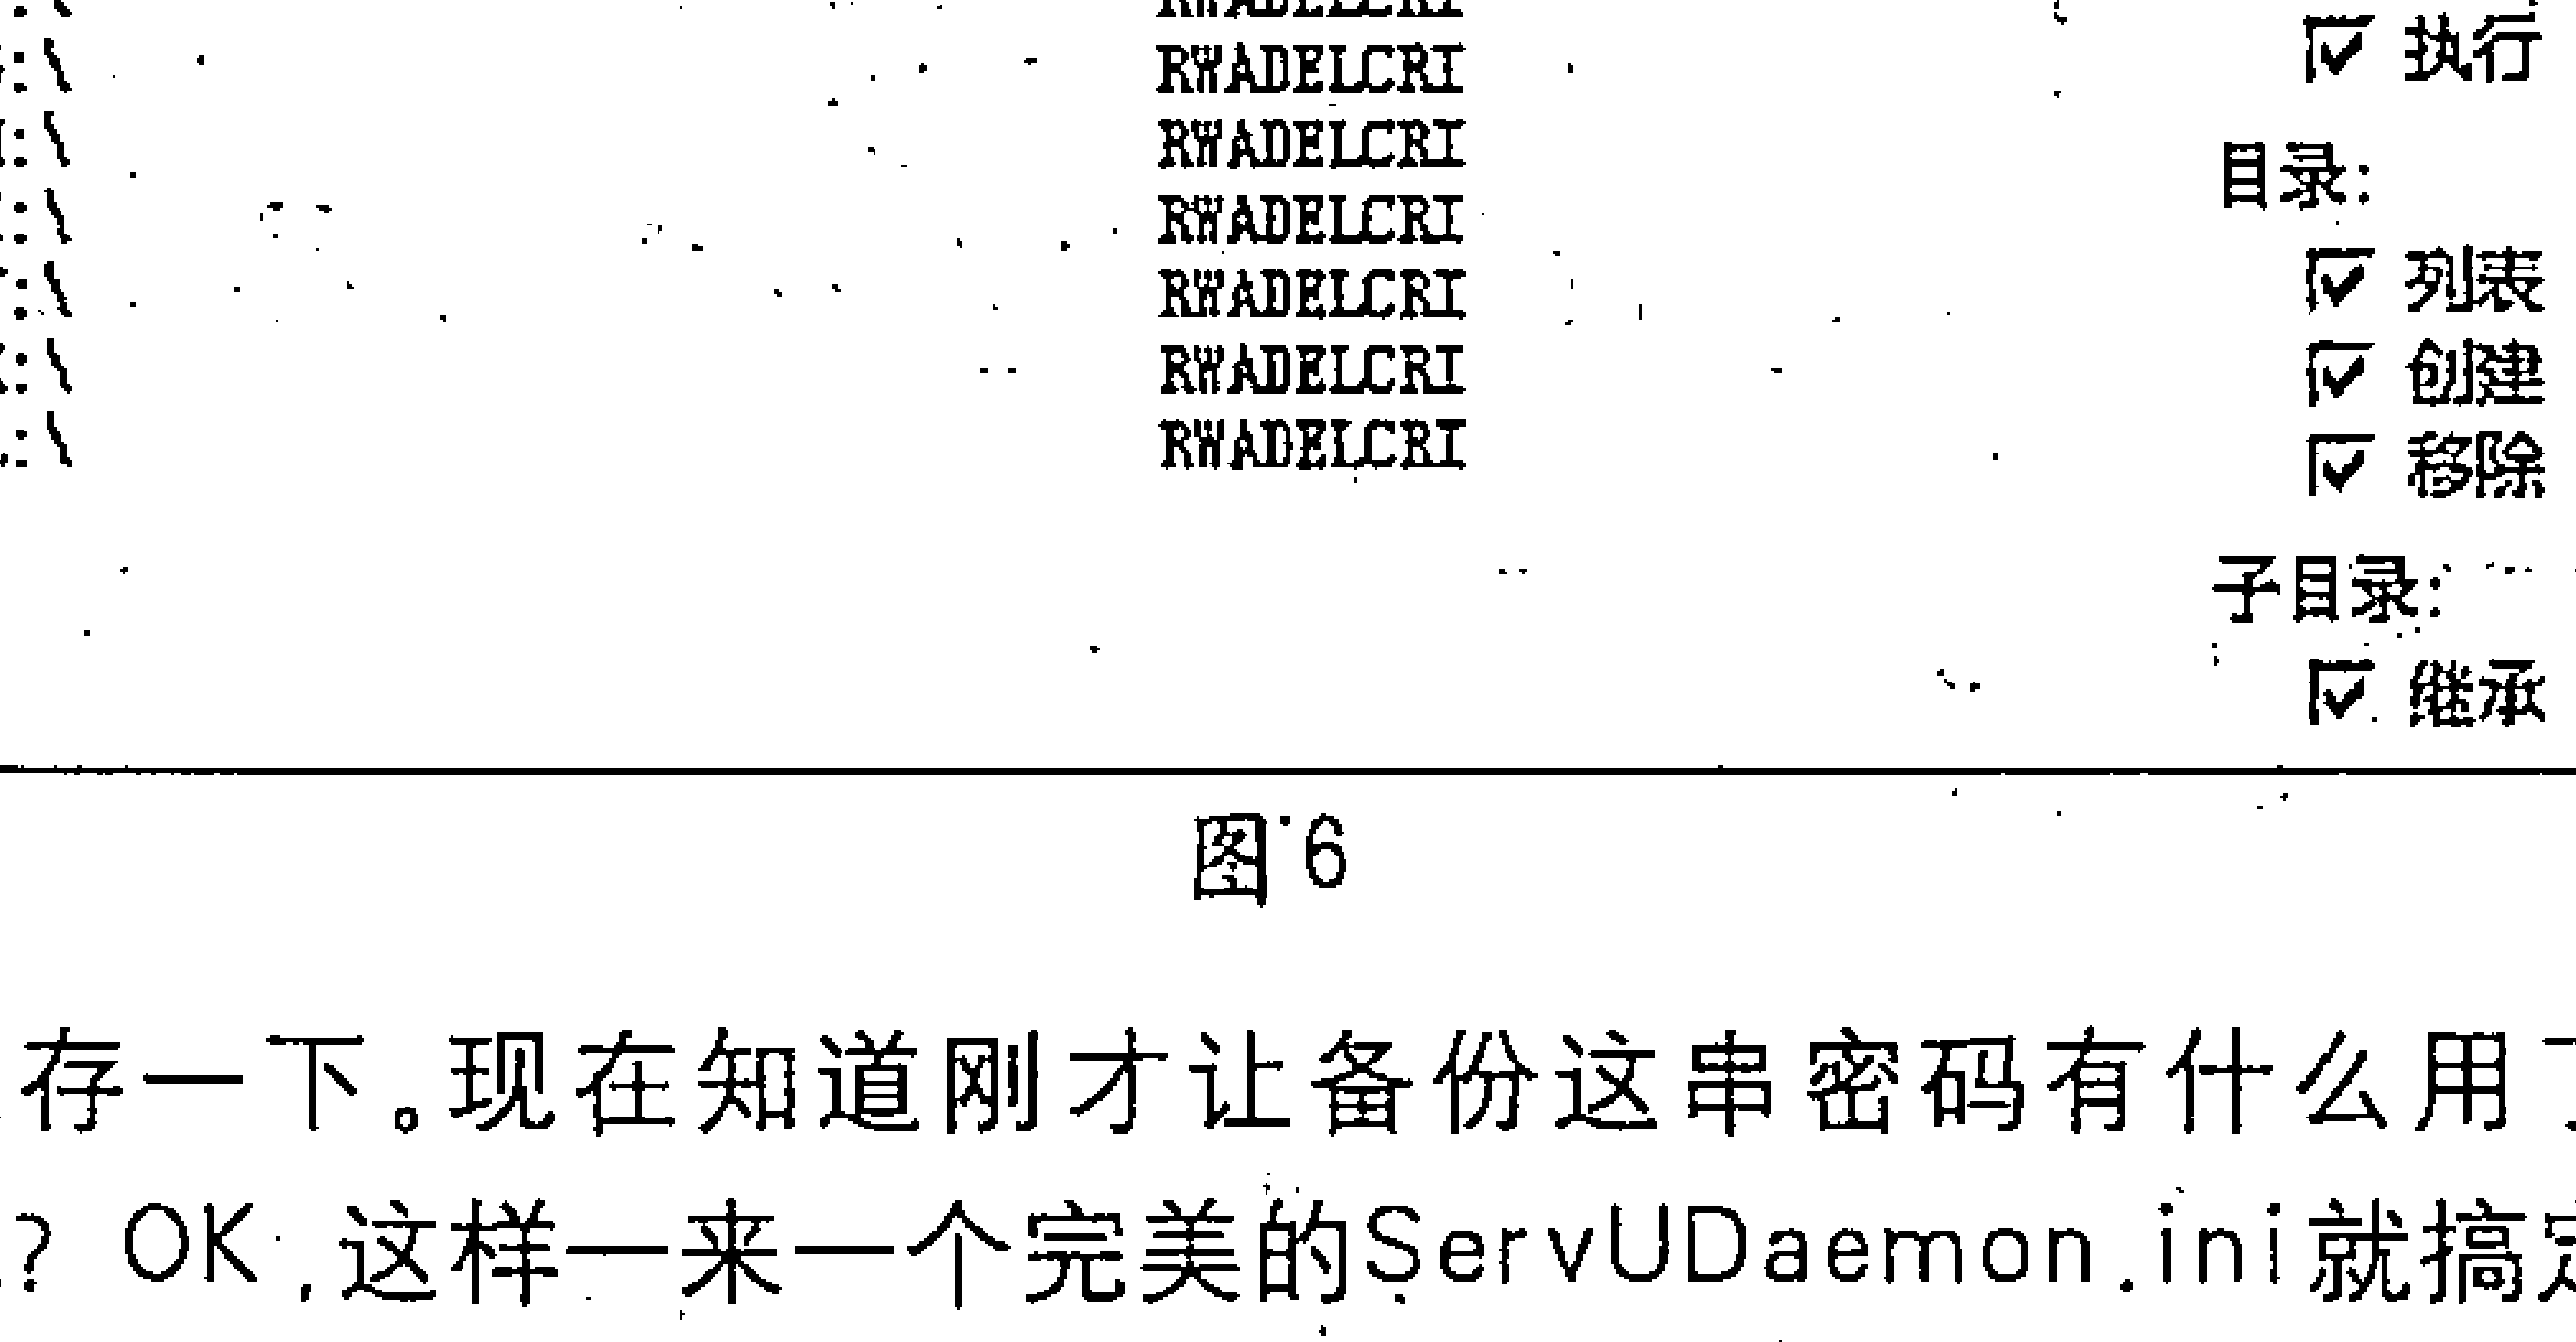 :\ RWADELCRI ☑ 执行
:\ RWADELCRI
目录:
:\ RWADELCRI
:\ RWADELCRI ☑ 列表
:\ RWADELCRI ☑ 创建
:\ RWADELCRI ☑ 移除
子目录:
☑ 继承
图 6
存一下。现在知道刚才让备份这串密码有什么用
? OK,这样一来一个完美的ServUDaemon.ini就搞